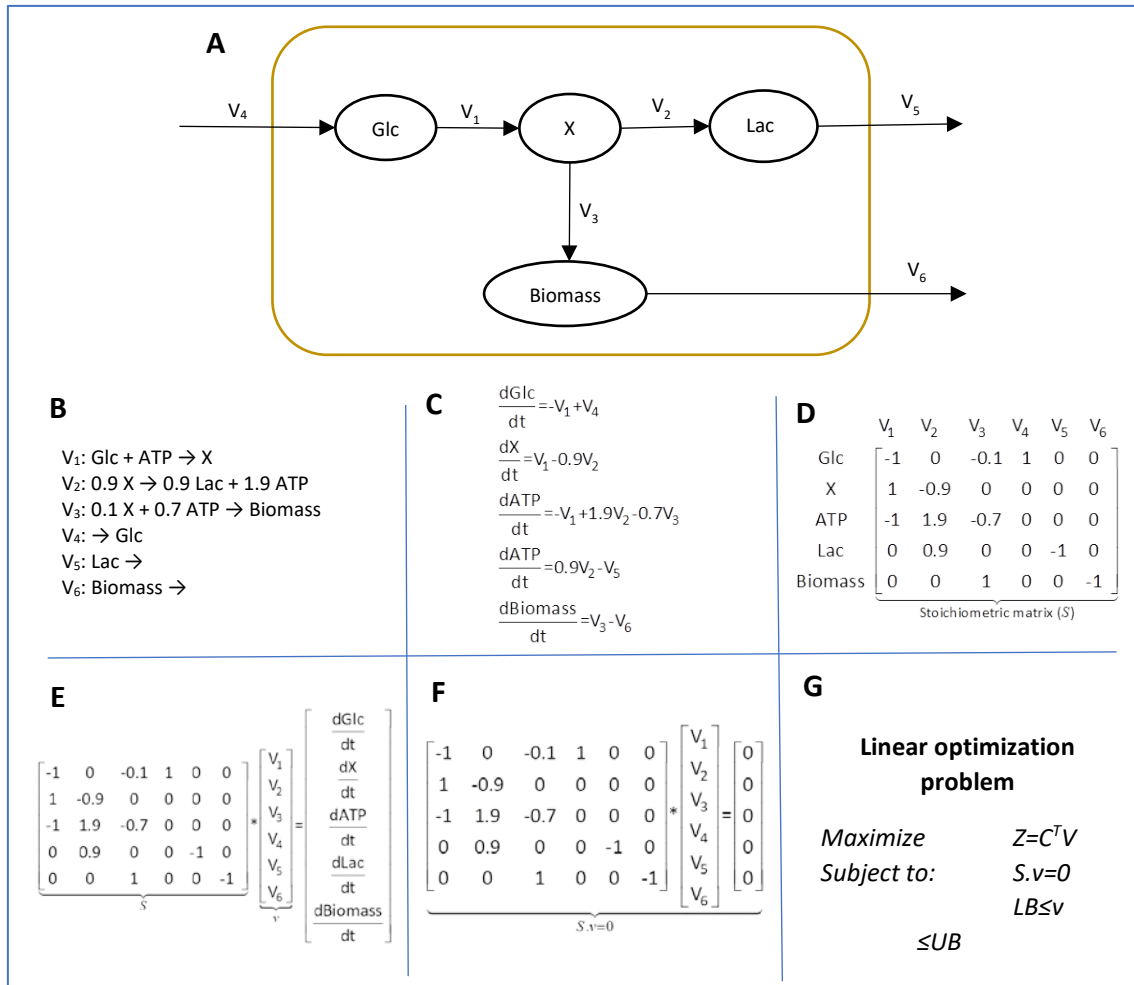 A
V₄
Glc
V₁
X
V₂
Lac
V₅
V₃
Biomass
V₆
B
V₁: Glc + ATP → X
V₂: 0.9 X → 0.9 Lac + 1.9 ATP
V₃: 0.1 X + 0.7 ATP → Biomass
V₄: → Glc
V₅: Lac →
V₆: Biomass →
C
dGlc/dt=-V₁+V₄
dX/dt=V₁-0.9V₂
dATP/dt=-V₁+1.9V₂-0.7V₃
dATP/dt=0.9V₂-V₅
dBiomass/dt=V₃-V₆
D
V₁ V₂ V₃ V₄ V₅ V₆
Glc -1 0 -0.1 1 0 0
X 1 -0.9 0 0 0 0
ATP -1 1.9 -0.7 0 0 0
Lac 0 0.9 0 0 -1 0
Biomass 0 0 1 0 0 -1
Stoichiometric matrix (S)
E
-1 0 -0.1 1 0 0 V₁ dGlc/dt
1 -0.9 0 0 0 0 V₂ dX/dt
-1 1.9 -0.7 0 0 0 * V₃ = dATP/dt
0 0.9 0 0 -1 0 V₄ dLac/dt
0 0 1 0 0 -1 V₅ dBiomass/dt
V₆
S v
F
-1 0 -0.1 1 0 0 V₁ 0
1 -0.9 0 0 0 0 V₂ 0
-1 1.9 -0.7 0 0 0 * V₃ = 0
0 0.9 0 0 -1 0 V₄ 0
0 0 1 0 0 -1 V₅ 0
V₆
S.v=0
G
Linear optimization
problem
Maximize Z=CᵀV
Subject to: S.v=0
LB≤v
≤UB